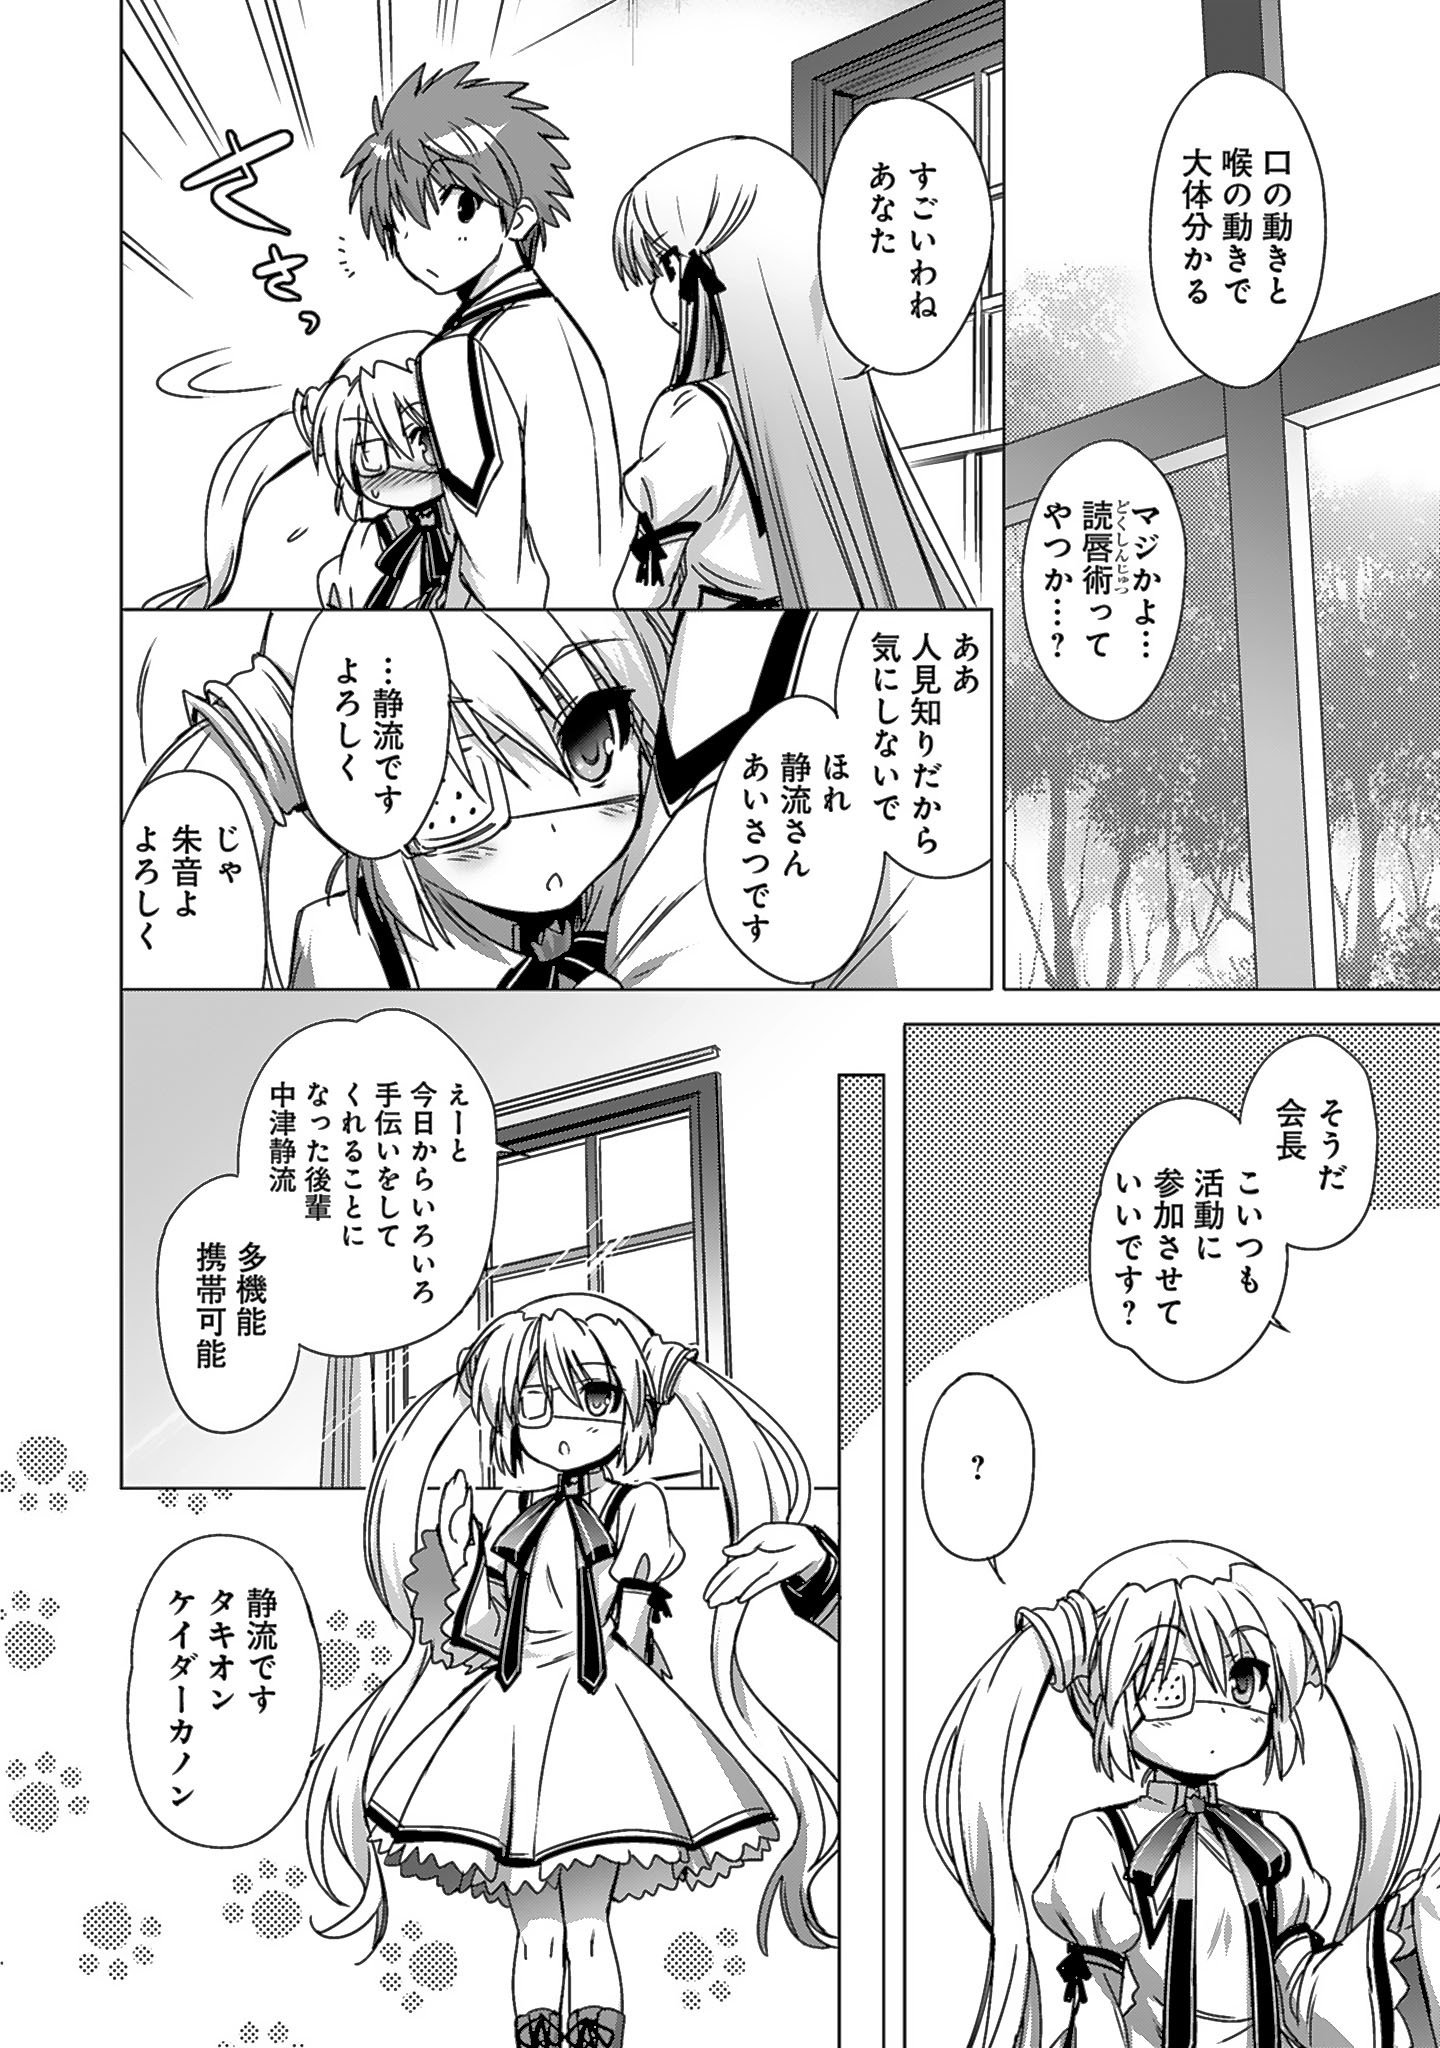 口の動きと
喉の動きで
大体分かる
マジかよ…
読唇術って
どくしんじゅつ
やつか…?
すごいわね
あなた
ささっ
ああ
人見知りだから
気にしないで
ほれ
静流さん
あいさつです
…静流です
よろしく
じゃ
朱音よ
よろしく
そうだ
会長
こいつも
活動に
参加させて
いいです?
?
えーと
今日からいろいろ
手伝いをして
くれることに
なった後輩
中津静流
多機能
携帯可能
静流です
タキオン
ケイダーカノン